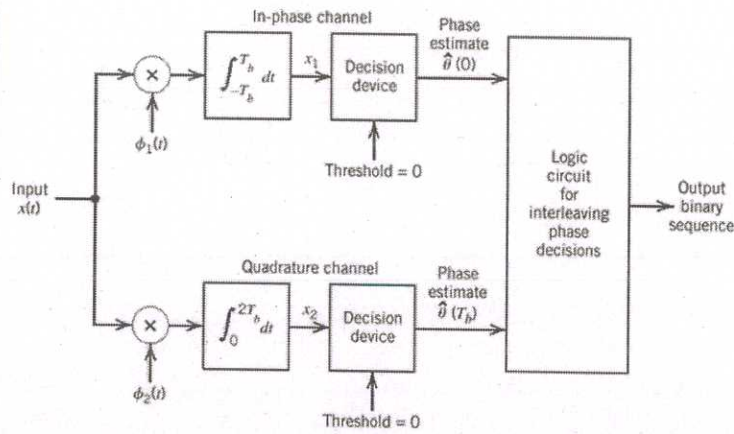 In-phase channel
∫_{-T_b}^{T_b} dt
x₁
Decision
device
Phase
estimate
θ̂(0)
ϕ₁(t)
Threshold = 0
Input
x(t)
Logic
circuit
for
interleaving
phase
decisions
Output
binary
sequence
Quadrature channel
∫_0^{2T_b} dt
x₂
Decision
device
Phase
estimate
θ̂(T_b)
ϕ₂(t)
Threshold = 0